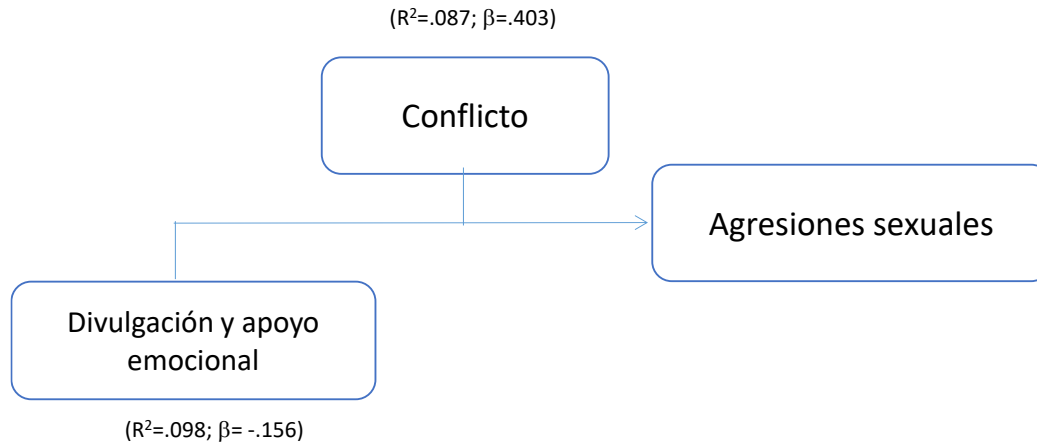 (R²=.087; β=.403)
Conflicto
Agresiones sexuales
Divulgación y apoyo
emocional
(R²=.098; β= -.156)